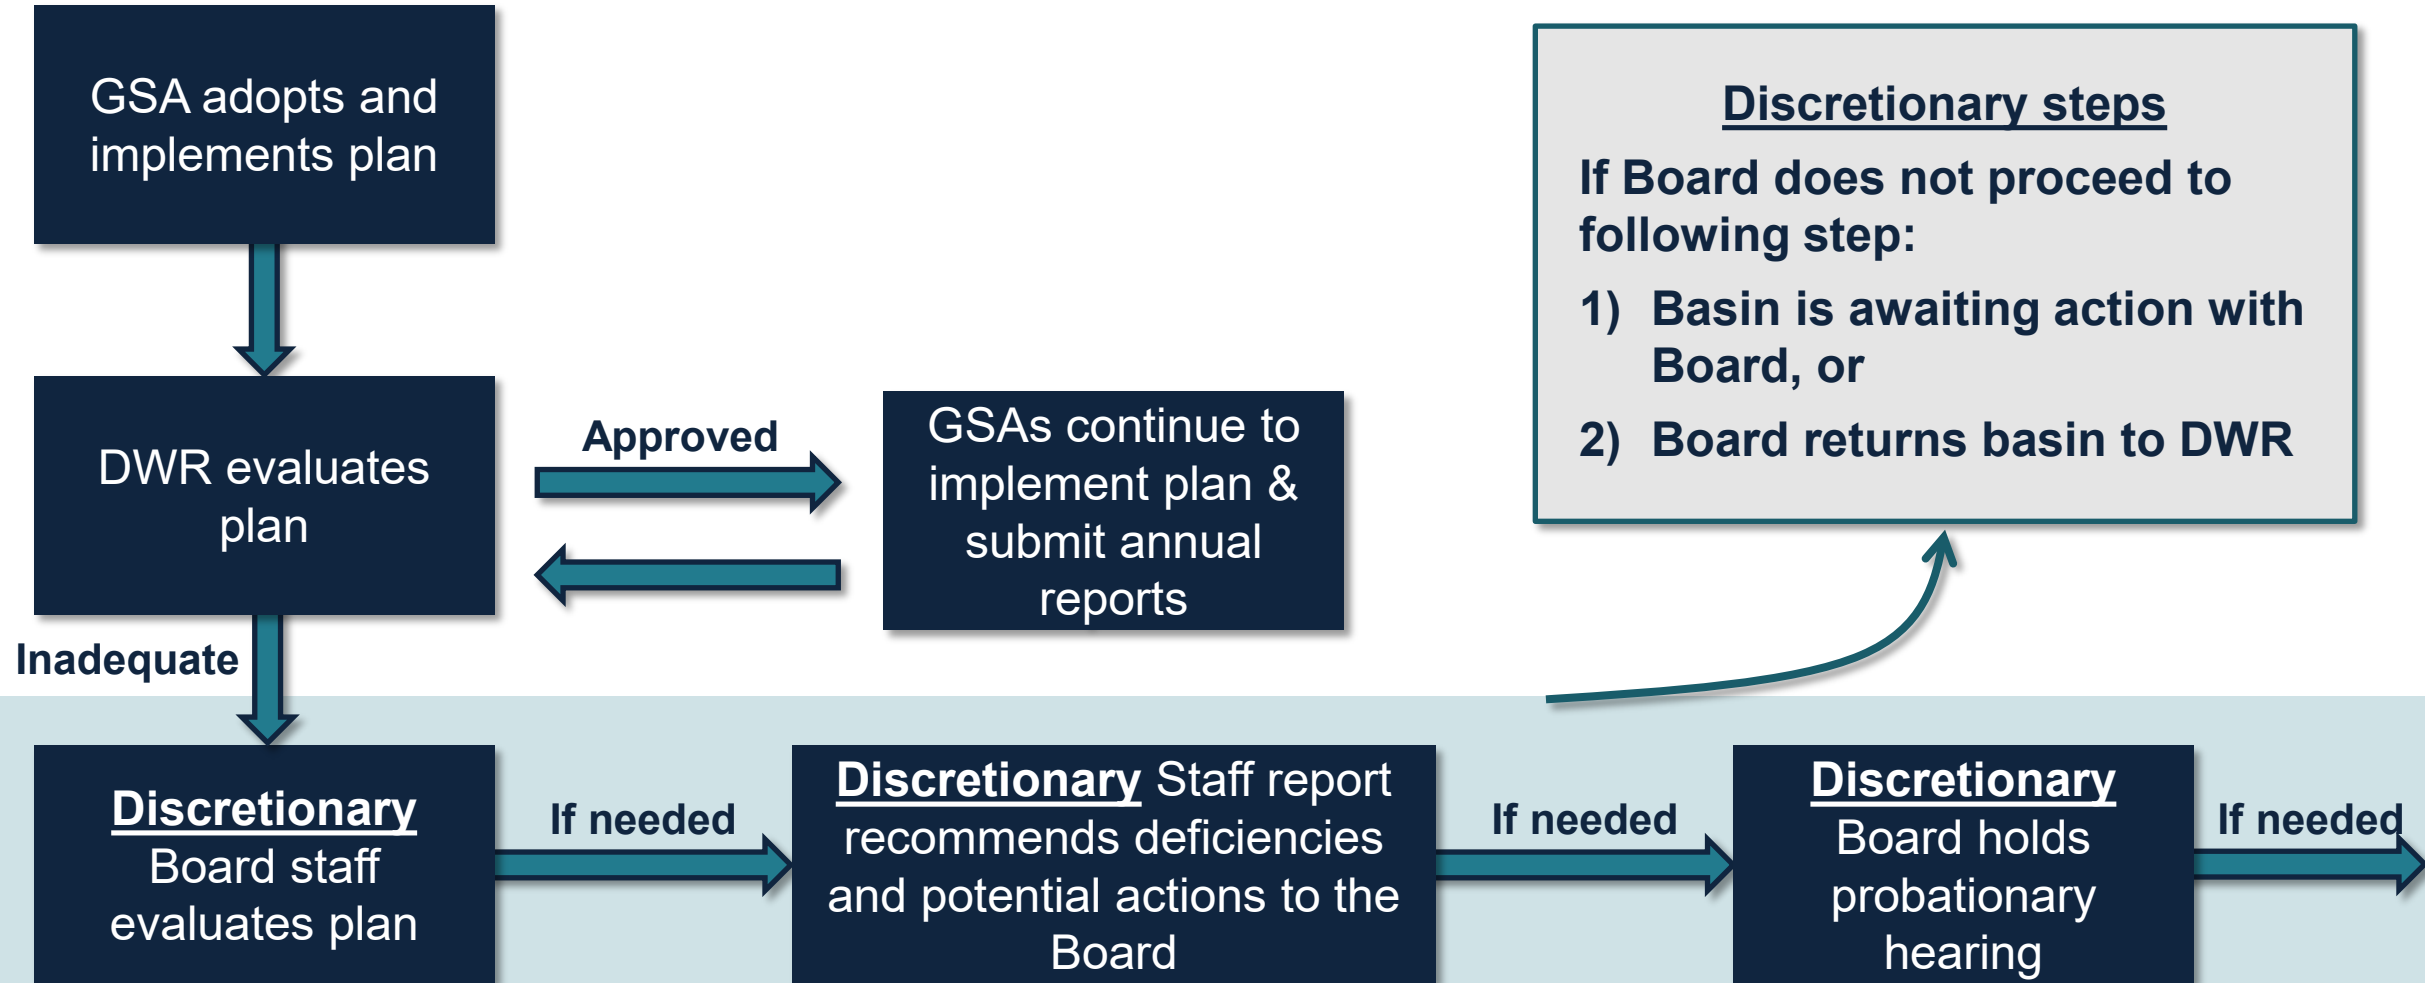 GSA adopts and
implements plan
Discretionary steps
If Board does not proceed to
following step:
1) Basin is awaiting action with
Board, or
2) Board returns basin to DWR
DWR evaluates
plan
Approved
GSAs continue to
implement plan &
submit annual
reports
Inadequate
Discretionary
Board staff
evaluates plan
If needed
Discretionary Staff report
recommends deficiencies
and potential actions to the
Board
If needed
Discretionary
Board holds
probationary
hearing
If needed